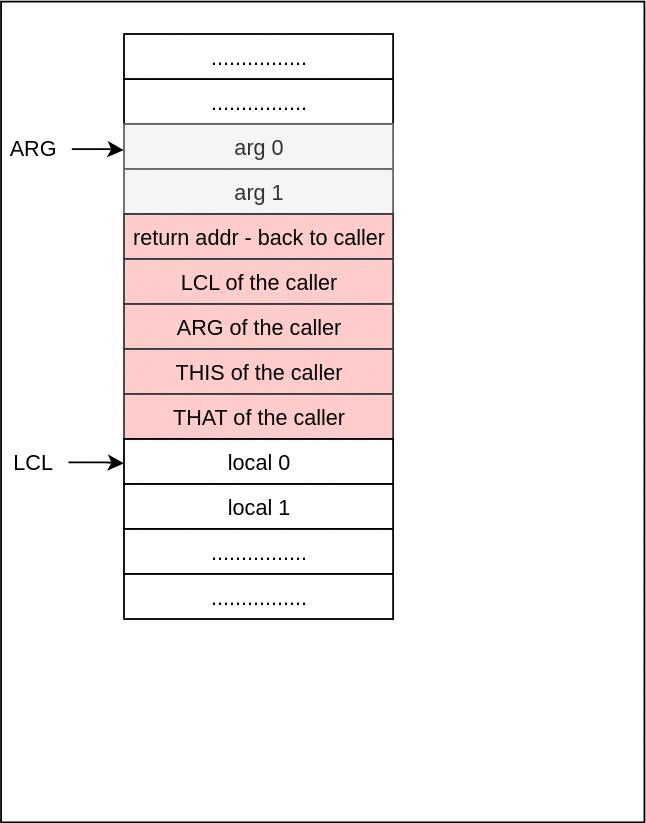 ................
................
ARG
arg 0
arg 1
return addr - back to caller
LCL of the caller
ARG of the caller
THIS of the caller
THAT of the caller
LCL
local 0
local 1
................
................